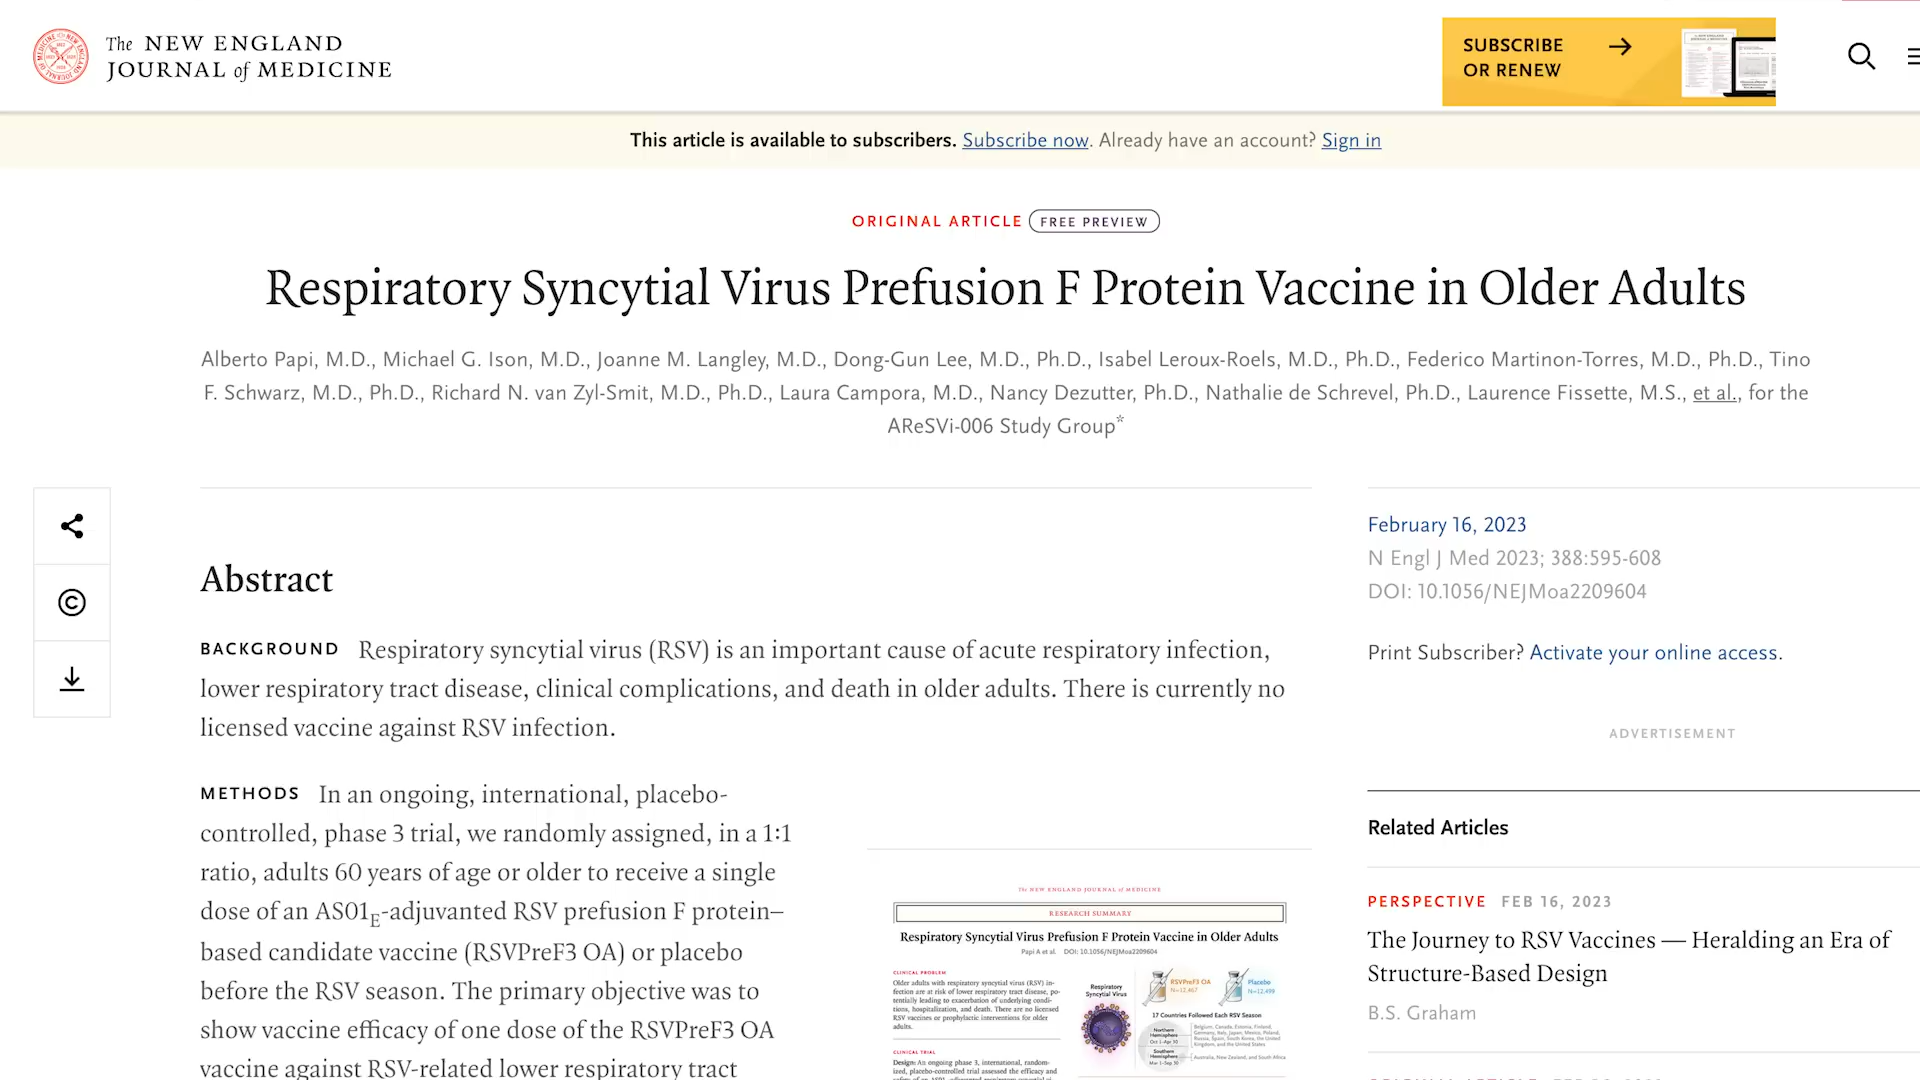 The NEW ENGLAND
JOURNAL of MEDICINE
SUBSCRIBE
OR RENEW
This article is available to subscribers. Subscribe now. Already have an account? Sign in
ORIGINAL ARTICLE FREE PREVIEW
Respiratory Syncytial Virus Prefusion F Protein Vaccine in Older Adults
Alberto Papi, M.D., Michael G. Ison, M.D., Joanne M. Langley, M.D., Dong-Gun Lee, M.D., Ph.D., Isabel Leroux-Roels, M.D., Ph.D., Federico Martinon-Torres, M.D., Ph.D., Tino
F. Schwarz, M.D., Ph.D., Richard N. van Zyl-Smit, M.D., Ph.D., Laura Campora, M.D., Nancy Dezutter, Ph.D., Nathalie de Schrevel, Ph.D., Laurence Fissette, M.S., et al., for the
AReSVi-006 Study Group*
Abstract
BACKGROUND Respiratory syncytial virus (RSV) is an important cause of acute respiratory infection,
lower respiratory tract disease, clinical complications, and death in older adults. There is currently no
licensed vaccine against RSV infection.
METHODS In an ongoing, international, placebo-
controlled, phase 3 trial, we randomly assigned, in a 1:1
ratio, adults 60 years of age or older to receive a single
dose of an AS01E-adjuvanted RSV prefusion F protein–
based candidate vaccine (RSVPreF3 OA) or placebo
before the RSV season. The primary objective was to
show vaccine efficacy of one dose of the RSVPreF3 OA
vaccine against RSV-related lower respiratory tract
The NEW ENGLAND JOURNAL of MEDICINE
RESEARCH SUMMARY
Respiratory Syncytial Virus Prefusion F Protein Vaccine in Older Adults
Papi A et al. DOI: 10.1056/NEJMoa2209604
CLINICAL PROBLEM
Older adults with respiratory syncytial virus (RSV) in-
fection are at risk of lower respiratory tract disease, po-
tentially leading to exacerbation of underlying condi-
tions, hospitalization, and death. There are no licensed
RSV vaccines or prophylactic interventions for older
adults.
CLINICAL TRIAL
Design: An ongoing phase 3, international, random-
ized, placebo-controlled trial assessed the efficacy and
Respiratory
Syncytial Virus
RSVPreF3 OA
N=12,467
Placebo
N=12,499
17 Countries Followed Each RSV Season
Northern
Hemisphere
Oct 1-Apr 30
Belgium, Canada, Estonia, Finland,
Germany, Italy, Japan, Mexico, Poland,
Russia, Spain, South Korea, the United
Kingdom, and the United States
Southern
Hemisphere
Mar 1-Sep 30
Australia, New Zealand, and South Africa
February 16, 2023
N Engl J Med 2023; 388:595-608
DOI: 10.1056/NEJMoa2209604
Print Subscriber? Activate your online access.
ADVERTISEMENT
Related Articles
PERSPECTIVE FEB 16, 2023
The Journey to RSV Vaccines — Heralding an Era of
Structure-Based Design
B.S. Graham